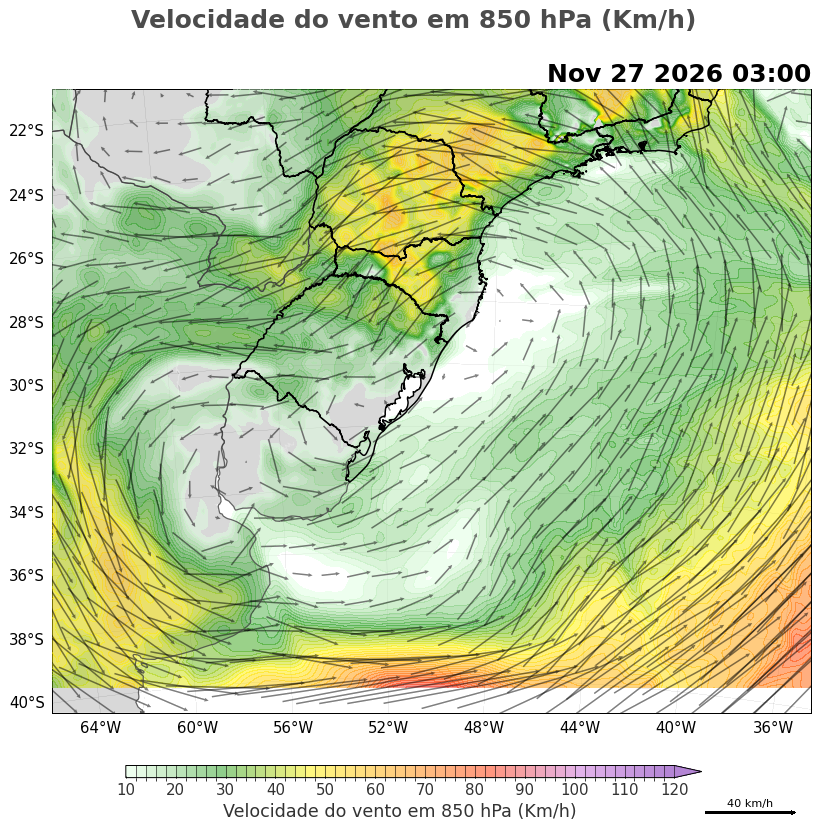 Velocidade do vento em 850 hPa (Km/h)
Nov 27 2026 03:00
22°S
24°S
26°S
28°S
30°S
32°S
34°S
36°S
38°S
40°S
64°W 60°W 56°W 52°W 48°W 44°W 40°W 36°W
10 20 30 40 50 60 70 80 90 100 110 120
Velocidade do vento em 850 hPa (Km/h)
40 km/h